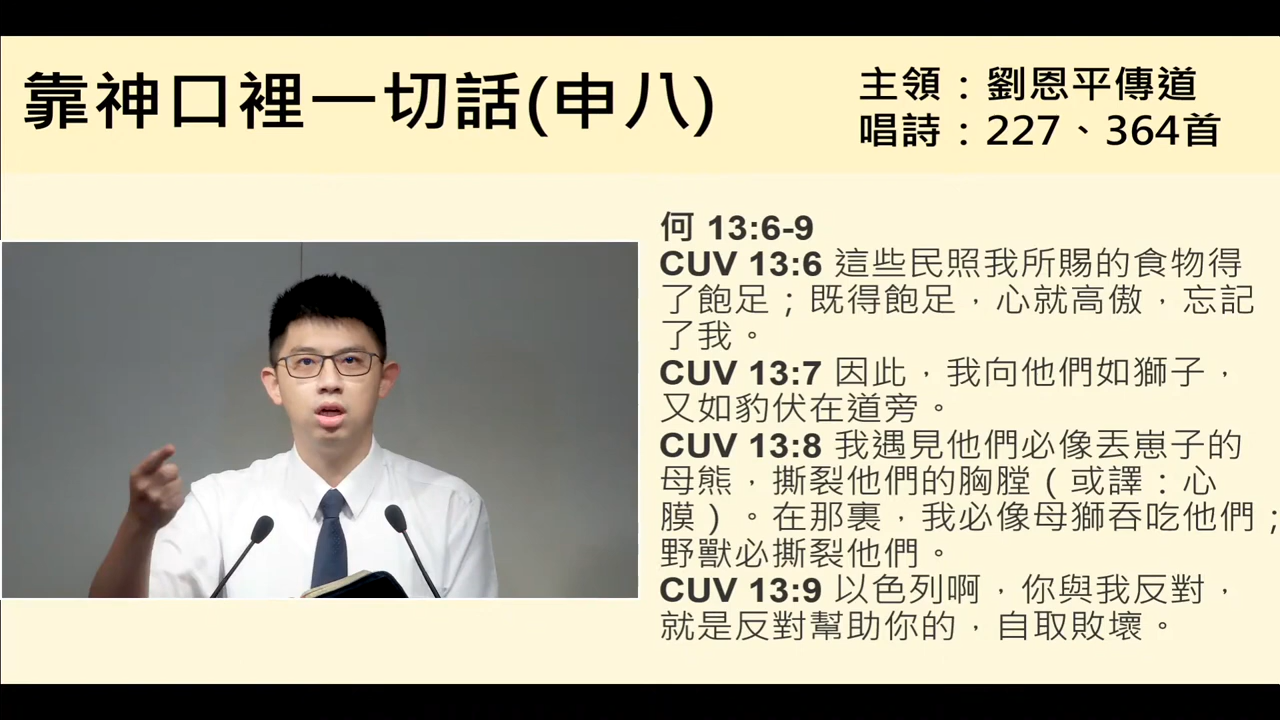 靠神口裡一切話(申八)
主領：劉恩平傳道
唱詩：227、364首
何 13:6-9
CUV 13:6 這些民照我所賜的食物得
了飽足；既得飽足，心就高傲，忘記
了我。
CUV 13:7 因此，我向他們如獅子，
又如豹伏在道旁。
CUV 13:8 我遇見他們必像丟崽子的
母熊，撕裂他們的胸膛（或譯：心
膜）。在那裏，我必像母獅吞吃他們；
野獸必撕裂他們。
CUV 13:9 以色列啊，你與我反對，
就是反對幫助你的，自取敗壞。